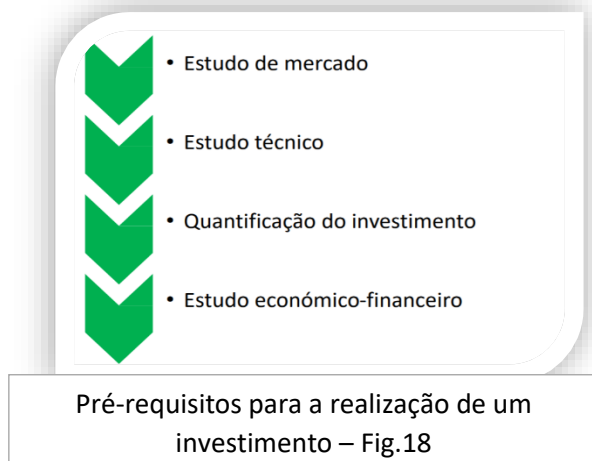 • Estudo de mercado
• Estudo técnico
• Quantificação do investimento
• Estudo económico-financeiro
Pré-requisitos para a realização de um
investimento – Fig.18